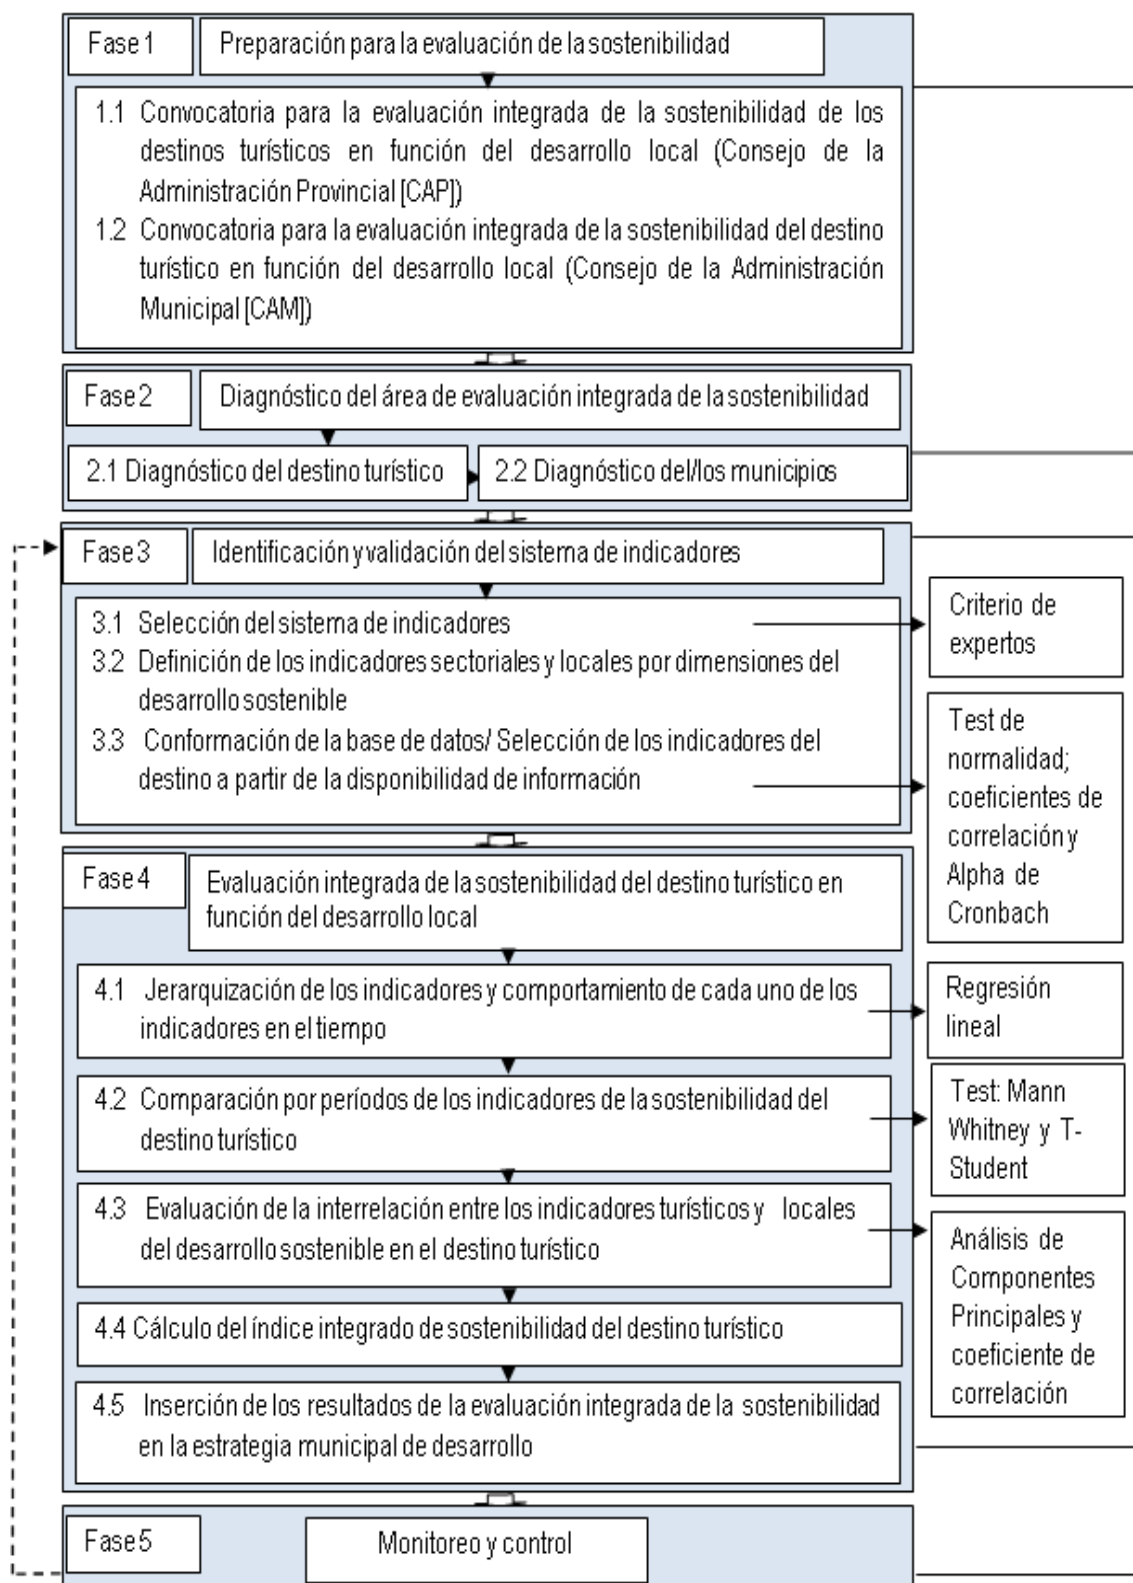 Fase 1
Preparación para la evaluación de la sostenibilidad
1.1 Convocatoria para la evaluación integrada de la sostenibilidad de los
destinos turísticos en función del desarrollo local (Consejo de la
Administración Provincial [CAP])
1.2 Convocatoria para la evaluación integrada de la sostenibilidad del destino
turístico en función del desarrollo local (Consejo de la Administración
Municipal [CAM])
Fase 2
Diagnóstico del área de evaluación integrada de la sostenibilidad
2.1 Diagnóstico del destino turístico
2.2 Diagnóstico del/los municipios
Fase 3
Identificación y validación del sistema de indicadores
3.1 Selección del sistema de indicadores
3.2 Definición de los indicadores sectoriales y locales por dimensiones del
desarrollo sostenible
3.3 Conformación de la base de datos/ Selección de los indicadores del
destino a partir de la disponibilidad de información
Criterio de
expertos
Test de
normalidad;
coeficientes de
correlación y
Alpha de
Cronbach
Fase 4
Evaluación integrada de la sostenibilidad del destino turístico en
función del desarrollo local
4.1 Jerarquización de los indicadores y comportamiento de cada uno de los
indicadores en el tiempo
Regresión
lineal
4.2 Comparación por períodos de los indicadores de la sostenibilidad del
destino turístico
Test: Mann
Whitney y T-
Student
4.3 Evaluación de la interrelación entre los indicadores turísticos y locales
del desarrollo sostenible en el destino turístico
Análisis de
Componentes
Principales y
coeficiente de
correlación
4.4 Cálculo del índice integrado de sostenibilidad del destino turístico
4.5 Inserción de los resultados de la evaluación integrada de la sostenibilidad
en la estrategia municipal de desarrollo
Fase 5
Monitoreo y control